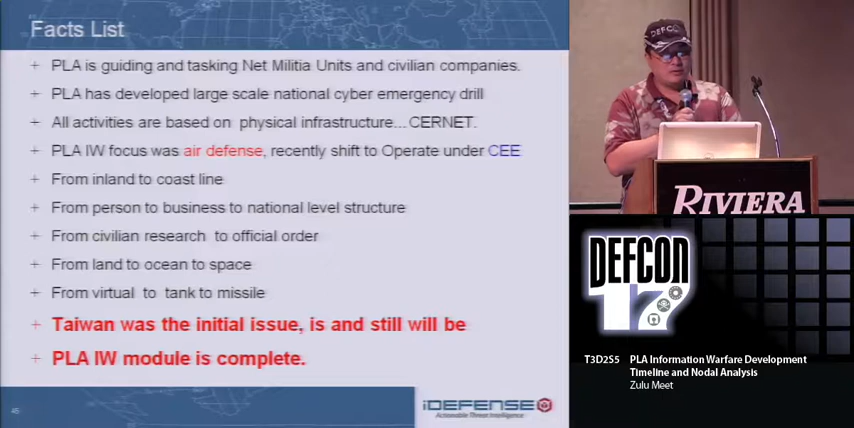 Facts List
+ PLA is guiding and tasking Net Militia Units and civilian companies.
+ PLA has developed large scale national cyber emergency drill
+ All activities are based on physical infrastructure... CERNET.
+ PLA IW focus was air defense, recently shift to Operate under CEE
+ From inland to coast line
+ From person to business to national level structure
+ From civilian research to official order
+ From land to ocean to space
+ From virtual to tank to missile
+ Taiwan was the initial issue, is and still will be
+ PLA IW module is complete.
46
iDEFENSE
Actionable Threat Intelligence
DEFCON
RIVIERA
DEFCON
17
T3D2S5 PLA Information Warfare Development
Timeline and Nodal Analysis
Zulu Meet